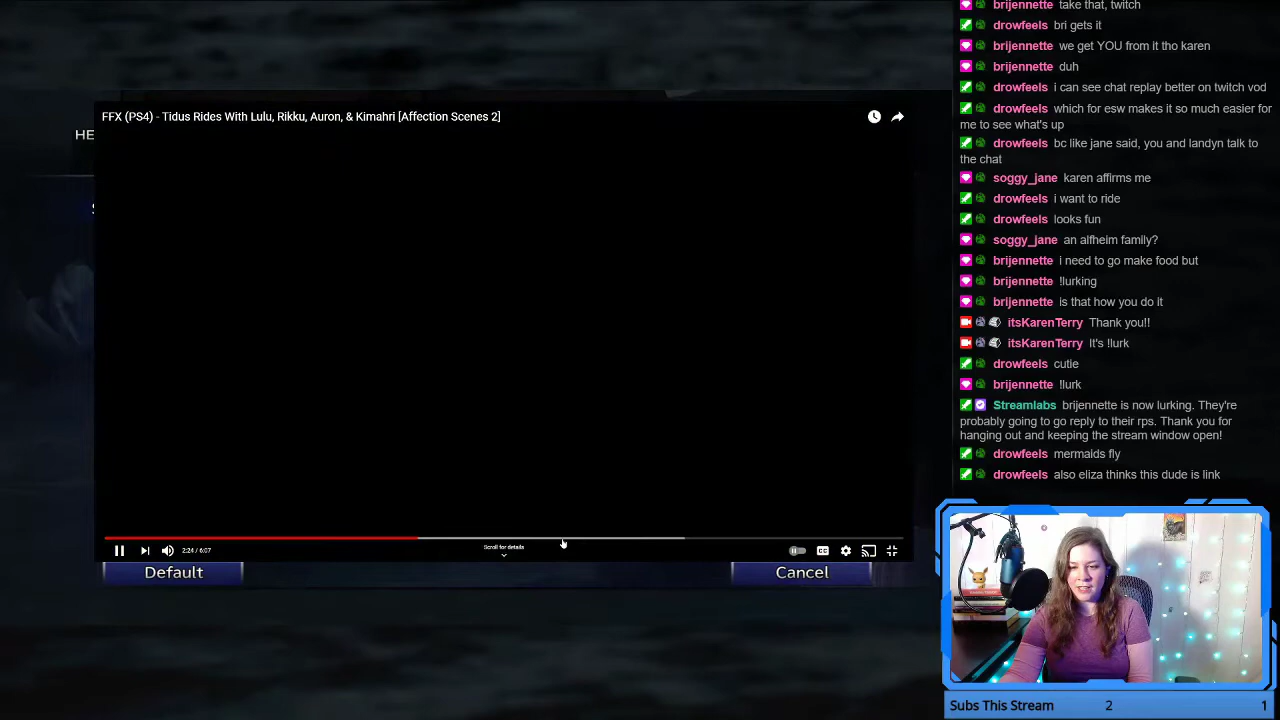 HE
FFX (PS4) - Tidus Rides With Lulu, Rikku, Auron, & Kimahri [Affection Scenes 2]
2:24 / 6:07
Scroll for details
CC
Default
Cancel
brijennette take that, twitch
drowfeels bri gets it
brijennette we get YOU from it tho karen
brijennette duh
drowfeels i can see chat replay better on twitch vod
drowfeels which for esw makes it so much easier for
me to see what's up
drowfeels bc like jane said, you and landyn talk to
the chat
soggy_jane karen affirms me
drowfeels i want to ride
drowfeels looks fun
soggy_jane an alfheim family?
brijennette i need to go make food but
brijennette !lurking
brijennette is that how you do it
itsKarenTerry Thank you!!
itsKarenTerry It's !lurk
drowfeels cutie
brijennette !lurk
Streamlabs brijennette is now lurking. They're
probably going to go reply to their rps. Thank you for
hanging out and keeping the stream window open!
drowfeels mermaids fly
drowfeels also eliza thinks this dude is link
Subs This Stream 2 1